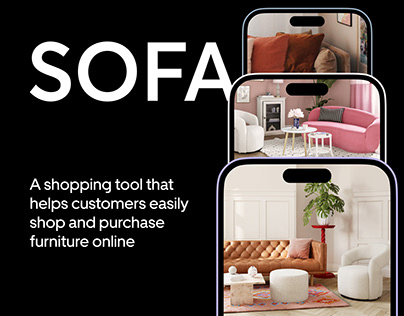 SOFA
A shopping tool that
helps customers easily
shop and purchase
furniture online